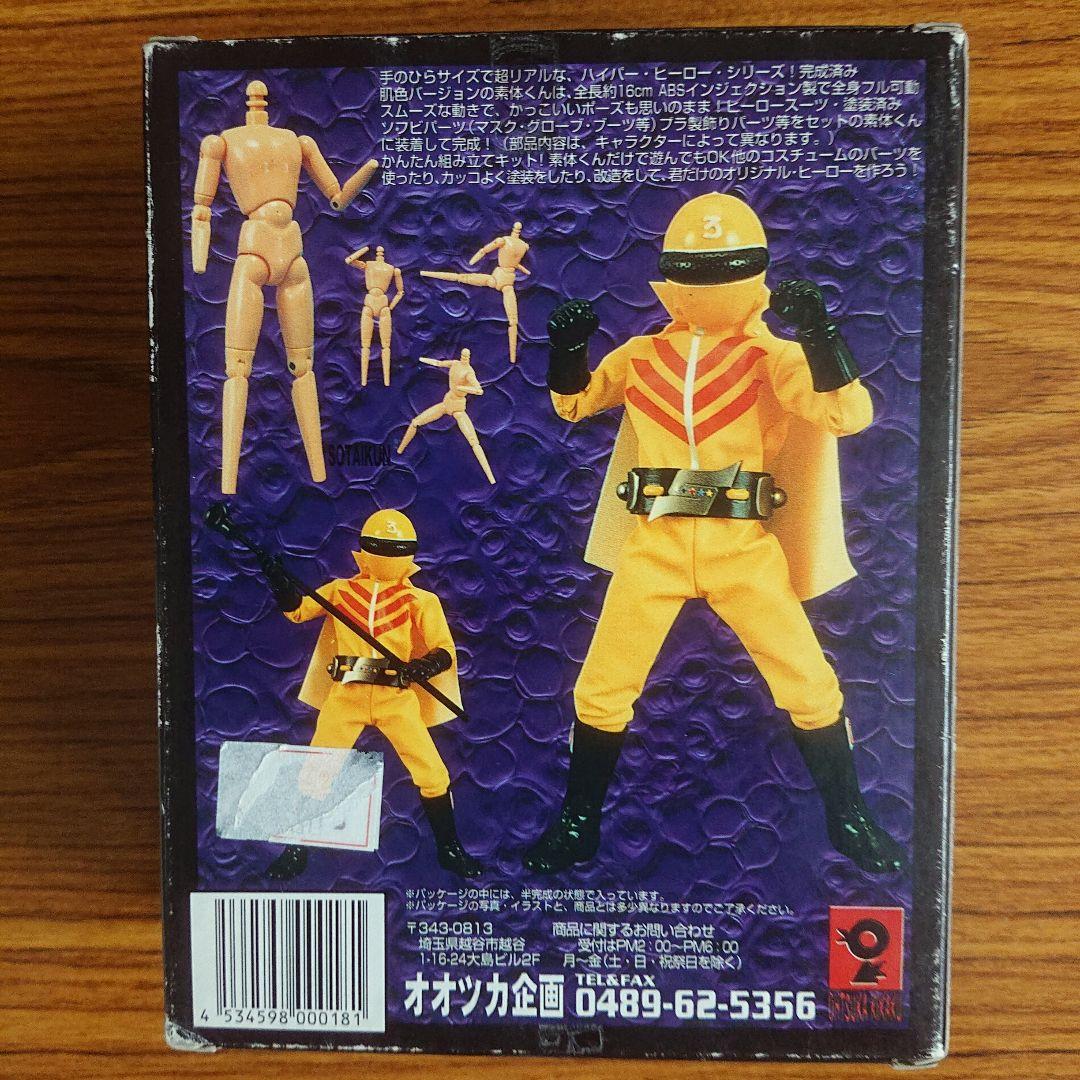 手のひらサイズで超リアルな、ハイパー・ヒーロー・シリーズ!完成済み
肌色バージョンの素体くんは、全長約16cm ABSインジェクション製で全身フル可動
スムーズな動きで、かっこいいポーズも思いのまま!ヒーロースーツ・塗装済み
ソフビパーツ(マスク・グローブ・ブーツ等)プラ製飾りパーツ等をセットの素体くん
に装着して完成!(部品内容は、キャラクターによって異なります。)
かんたん組み立てキット!素体くんだけで遊んでもOK他のコスチュームのパーツを
使ったり、カッコよく塗装をしたり、改造をして、君だけのオリジナル・ヒーローを作ろう!
3
SOTAIKUN
3
※パッケージの中には、半完成の状態で入っています。
※パッケージの写真・イラストと、商品とは多少異なりますのでご了承ください。
〒343-0813
埼玉県越谷市越谷
1-16-24大島ビル2F
商品に関するお問い合わせ
受付はPM2:00〜PM6:00
月〜金(土・日・祝祭日を除く)
オオツカ企画
TEL&FAX
0489-62-5356
OHTSUKA KIKAKU
4 534598 000181